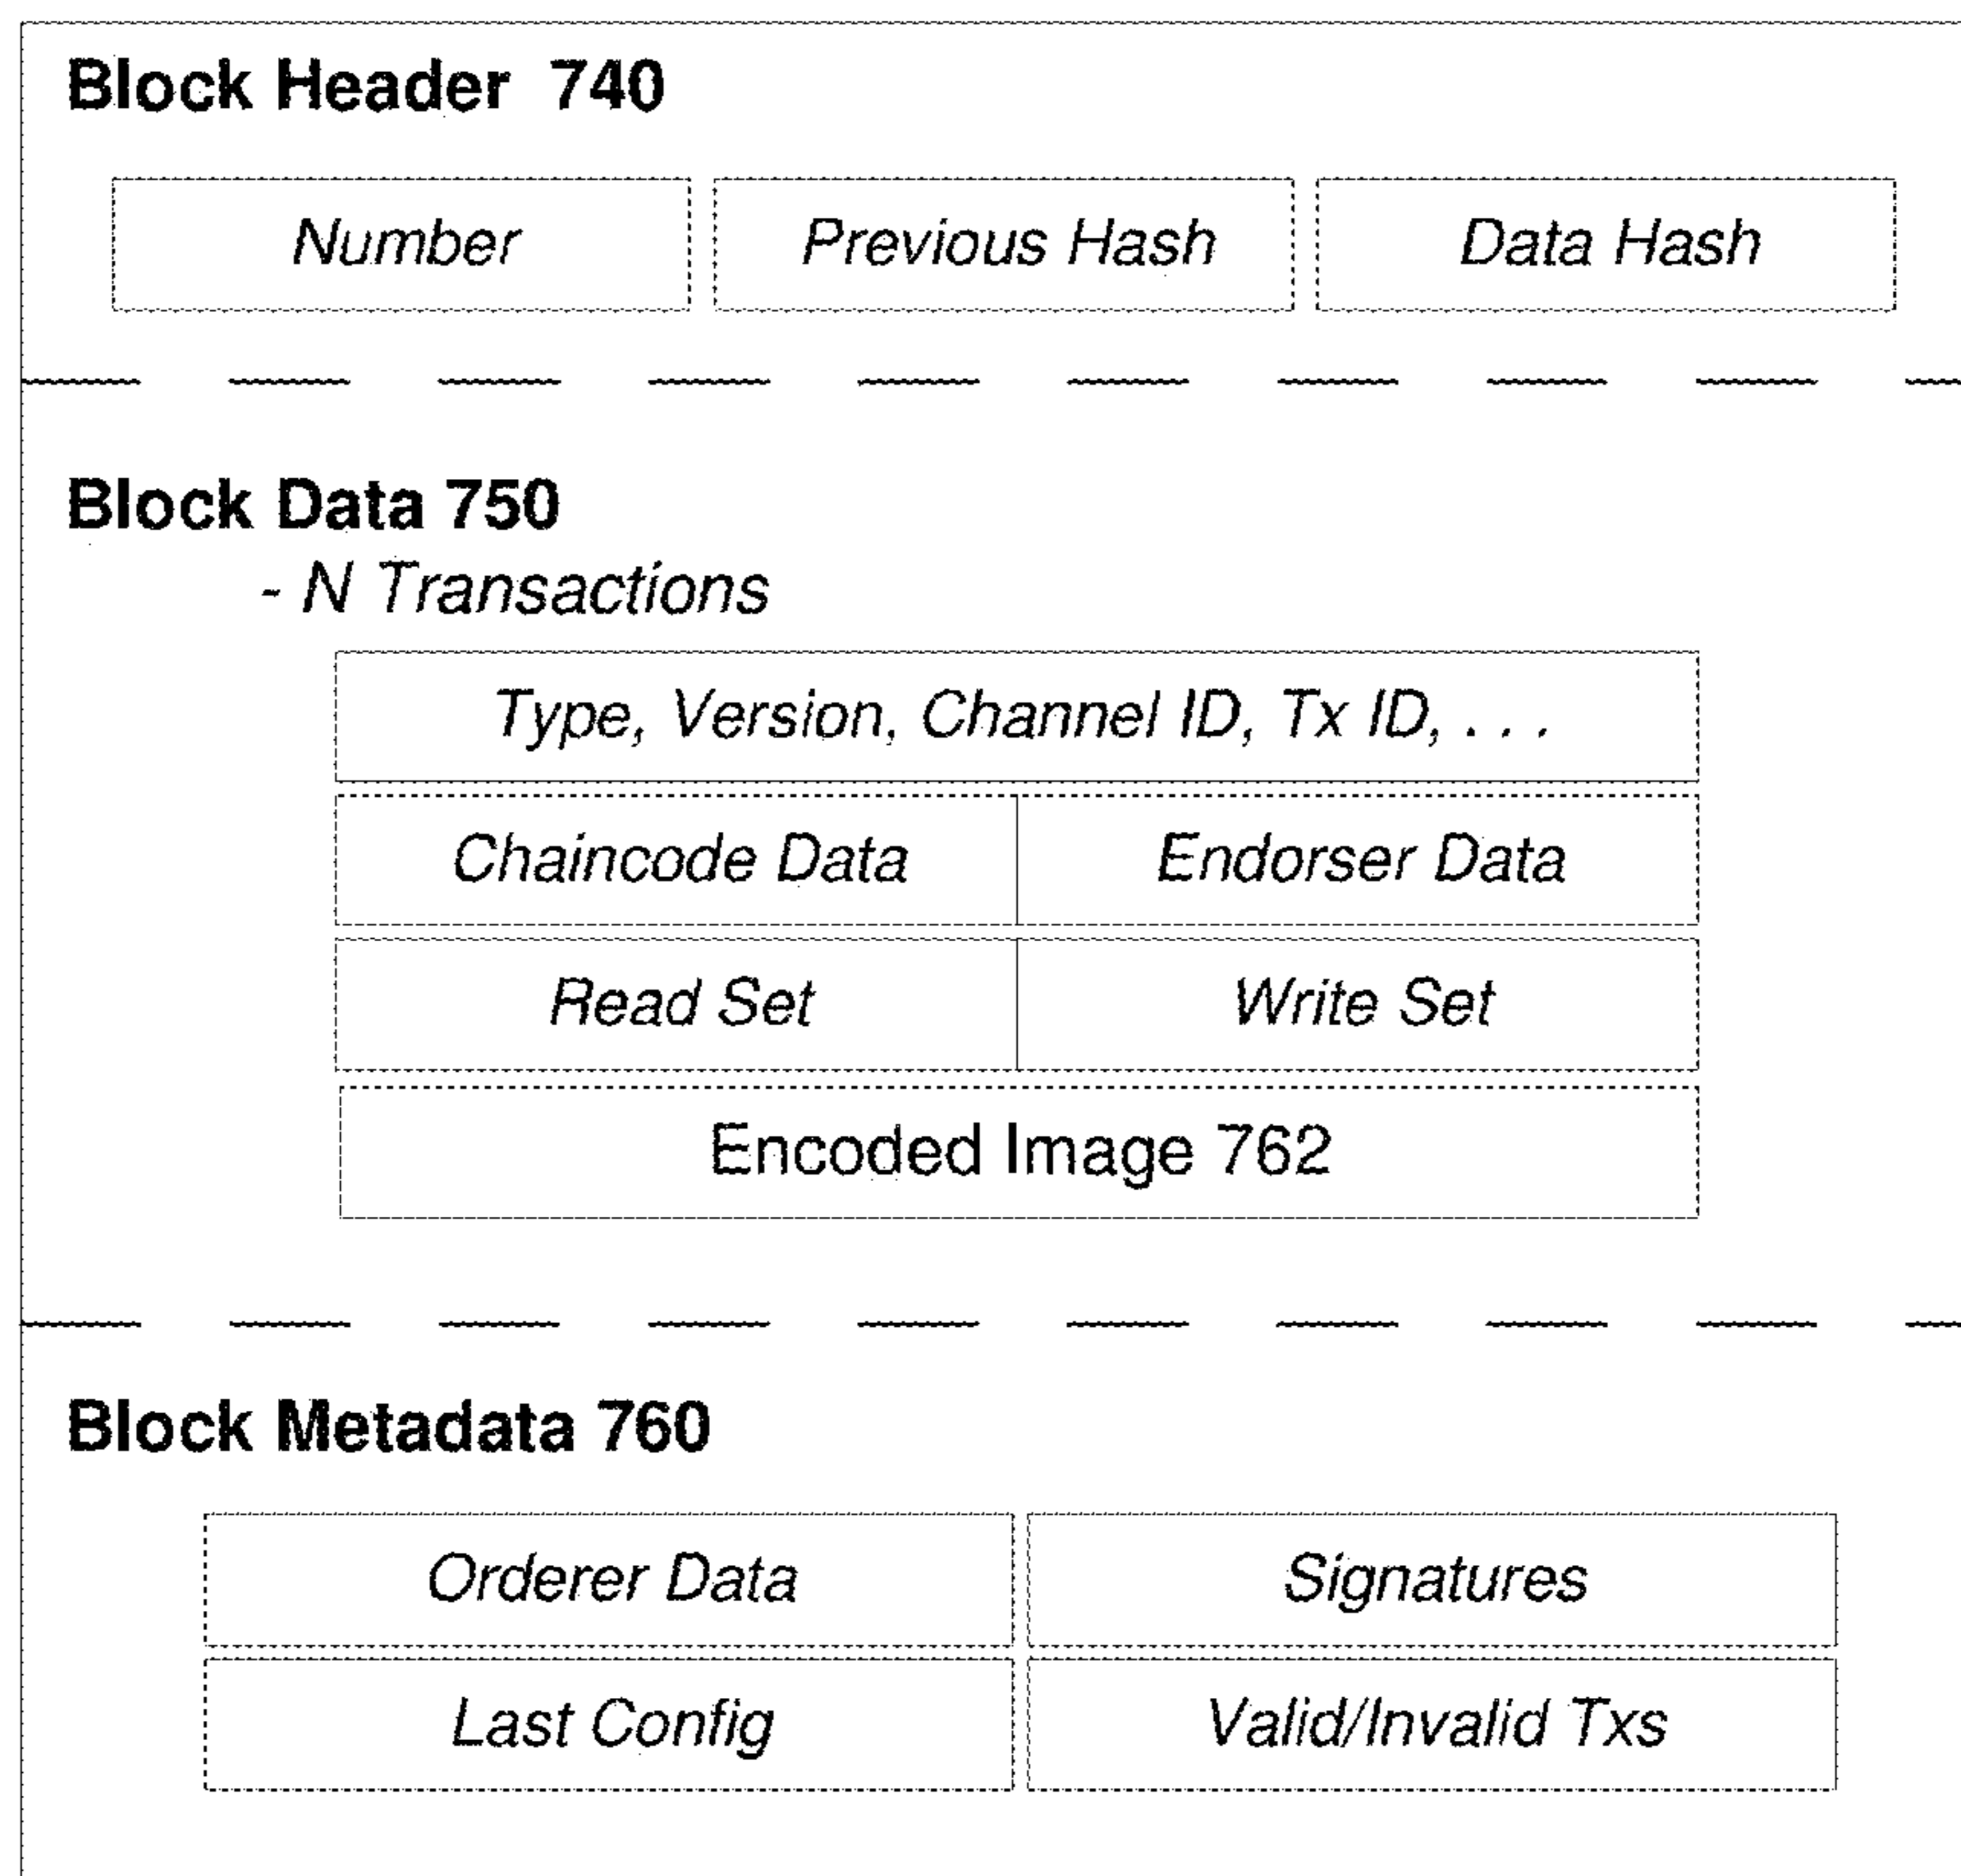 Block Header 740
Number Previous Hash Data Hash
Block Data 750
- N Transactions
Type, Version, Channel ID, Tx ID, . . .
Chaincode Data Endorser Data
Read Set Write Set
Encoded Image 762
Block Metadata 760
Orderer Data Signatures
Last Config Valid/Invalid Txs